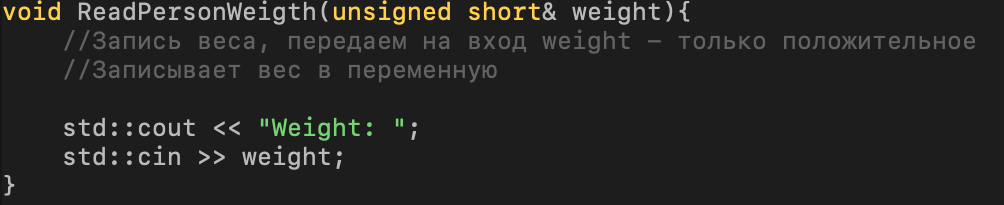 void ReadPersonWeigth(unsigned short& weight){
//Запись веса, передаем на вход weight – только положительное
//Записывает вес в переменную
std::cout << "Weight: ";
std::cin >> weight;
}